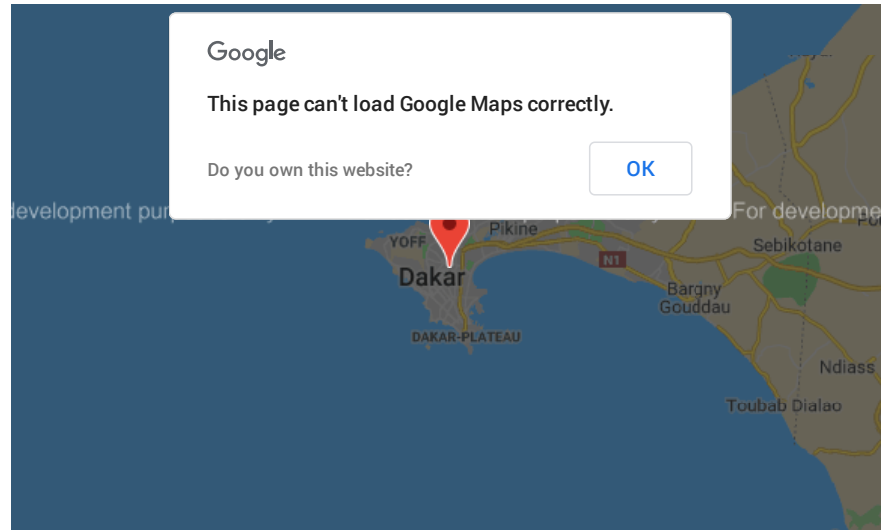 Google
This page can't load Google Maps correctly.
Do you own this website?
OK
development pur
For developme
YOFF
Pikine
Sebikotane
N1
Dakar
Bargny
Gouddau
DAKAR-PLATEAU
Ndiass
Toubab Dialao